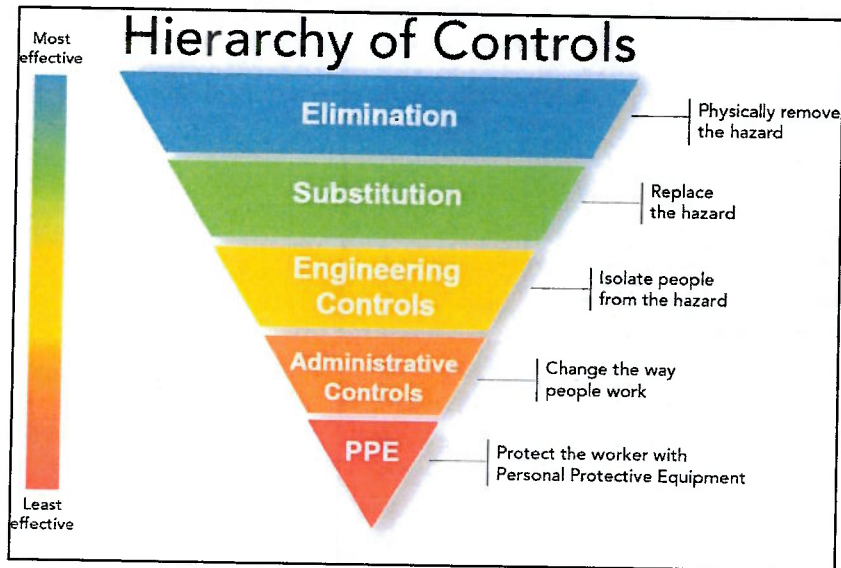 Hierarchy of Controls
Most
effective
Elimination
Physically remove
the hazard
Substitution
Replace
the hazard
Engineering
Controls
Isolate people
from the hazard
Administrative
Controls
Change the way
people work
PPE
Protect the worker with
Personal Protective Equipment
Least
effective